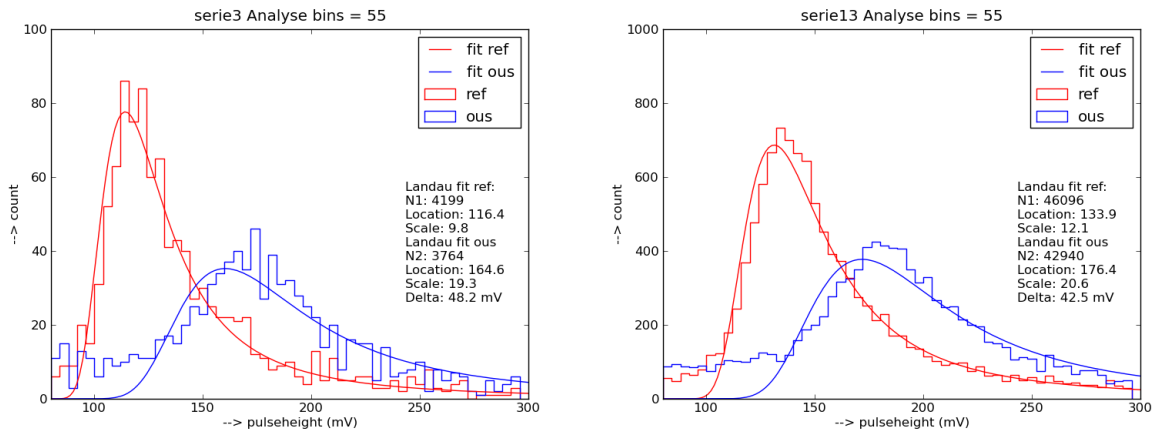 serie3 Analyse bins = 55
100
80
60
40
20
0
--> count
100
150
200
250
300
--> pulseheight (mV)
fit ref
fit ous
ref
ous
Landau fit ref:
N1: 4199
Location: 116.4
Scale: 9.8
Landau fit ous
N2: 3764
Location: 164.6
Scale: 19.3
Delta: 48.2 mV
serie13 Analyse bins = 55
1000
800
600
400
200
0
--> count
100
150
200
250
300
--> pulseheight (mV)
fit ref
fit ous
ref
ous
Landau fit ref:
N1: 46096
Location: 133.9
Scale: 12.1
Landau fit ous
N2: 42940
Location: 176.4
Scale: 20.6
Delta: 42.5 mV